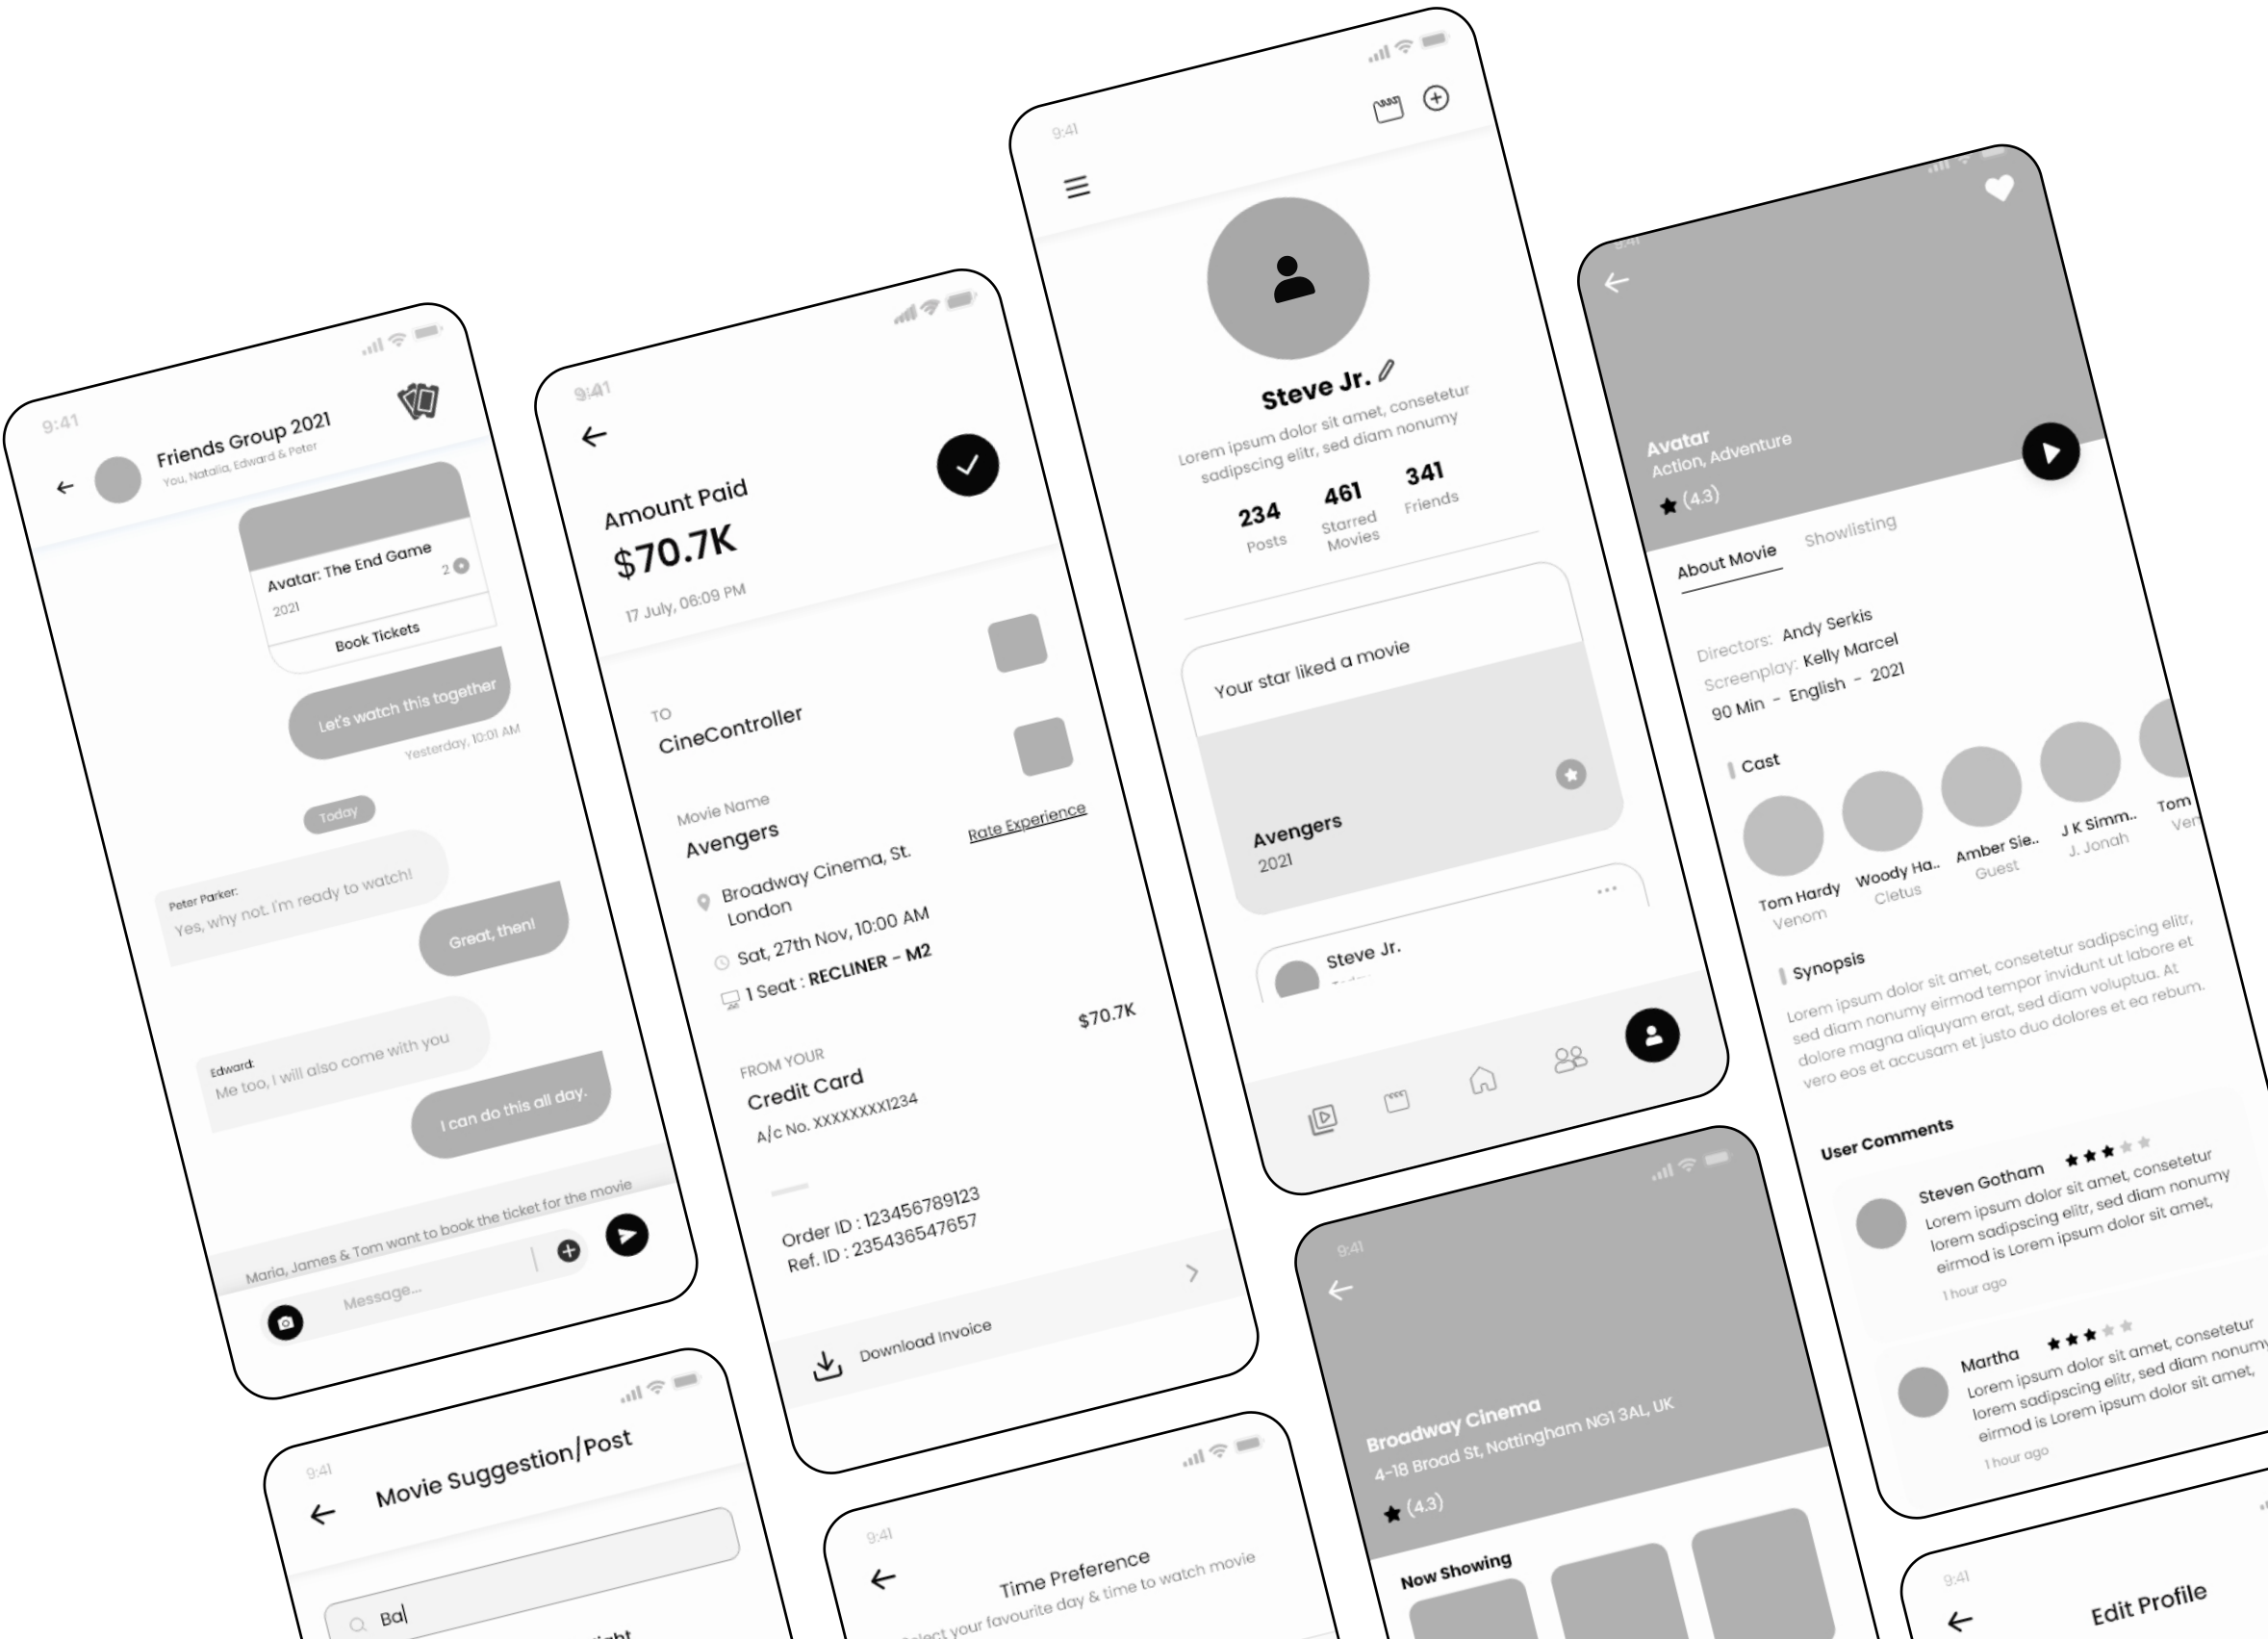 9:41
Friends Group 2021
You, Natalia, Edward & Peter
Avatar: The End Game
2021
2
Book Tickets
Let's watch this together
Yesterday, 10:01 AM
Today
Peter Parker:
Yes, why not. I'm ready to watch!
Great, then!
Edward:
Me too, I will also come with you
I can do this all day.
Maria, James & Tom want to book the ticket for the movie
Message...
9:41
Amount Paid
$70.7K
17 July, 06:09 PM
TO
CineController
Movie Name
Avengers
Rate Experience
Broadway Cinema, St.
London
Sat, 27th Nov, 10:00 AM
1 Seat : RECLINER - M2
$70.7K
FROM YOUR
Credit Card
A/c No. XXXXXXXX1234
Order ID : 123456789123
Ref. ID : 235436547657
Download Invoice
9:41
Steve Jr.
Lorem ipsum dolor sit amet, consetetur
sadipscing elitr, sed diam nonumy
234
Posts
461
Starred
Movies
341
Friends
Your star liked a movie
Avengers
2021
Steve Jr.
9:41
Avatar
Action, Adventure
(4.3)
About Movie
Showlisting
Directors: Andy Serkis
Screenplay: Kelly Marcel
90 Min - English - 2021
Cast
Tom Hardy
Venom
Woody Ha..
Cletus
Amber Sie..
Guest
J K Simm..
J. Jonah
Tom
Ven
Synopsis
Lorem ipsum dolor sit amet, consetetur sadipscing elitr,
sed diam nonumy eirmod tempor invidunt ut labore et
dolore magna aliquyam erat, sed diam voluptua. At
vero eos et accusam et justo duo dolores et ea rebum.
User Comments
Steven Gotham
Lorem ipsum dolor sit amet, consetetur
lorem sadipscing elitr, sed diam nonumy
eirmod is Lorem ipsum dolor sit amet,
1 hour ago
Martha
Lorem ipsum dolor sit amet, consetetur
lorem sadipscing elitr, sed diam nonumy
eirmod is Lorem ipsum dolor sit amet,
1 hour ago
9:41
Movie Suggestion/Post
Ba
9:41
Time Preference
Select your favourite day & time to watch movie
9:41
Broadway Cinema
4-18 Broad St, Nottingham NG1 3AL, UK
(4.3)
Now Showing
9:41
Edit Profile